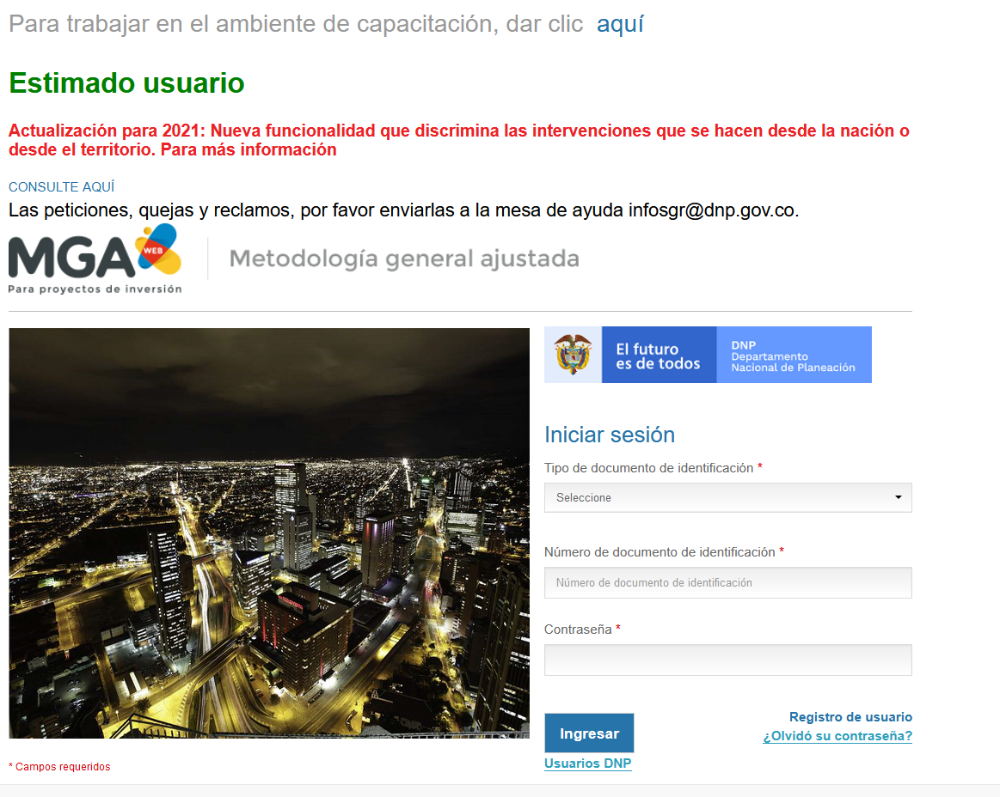 Para trabajar en el ambiente de capacitación, dar clic aquí
Estimado usuario
Actualización para 2021: Nueva funcionalidad que discrimina las intervenciones que se hacen desde la nación o
desde el territorio. Para más información
CONSULTE AQUÍ
Las peticiones, quejas y reclamos, por favor enviarlas a la mesa de ayuda infosgr@dnp.gov.co.
MGA WEB
Para proyectos de inversión
Metodología general ajustada
El futuro
es de todos
DNP
Departamento
Nacional de Planeación
Iniciar sesión
Tipo de documento de identificación *
Seleccione
Número de documento de identificación *
Número de documento de identificación
Contraseña *
Ingresar
Registro de usuario
¿Olvidó su contraseña?
Usuarios DNP
* Campos requeridos